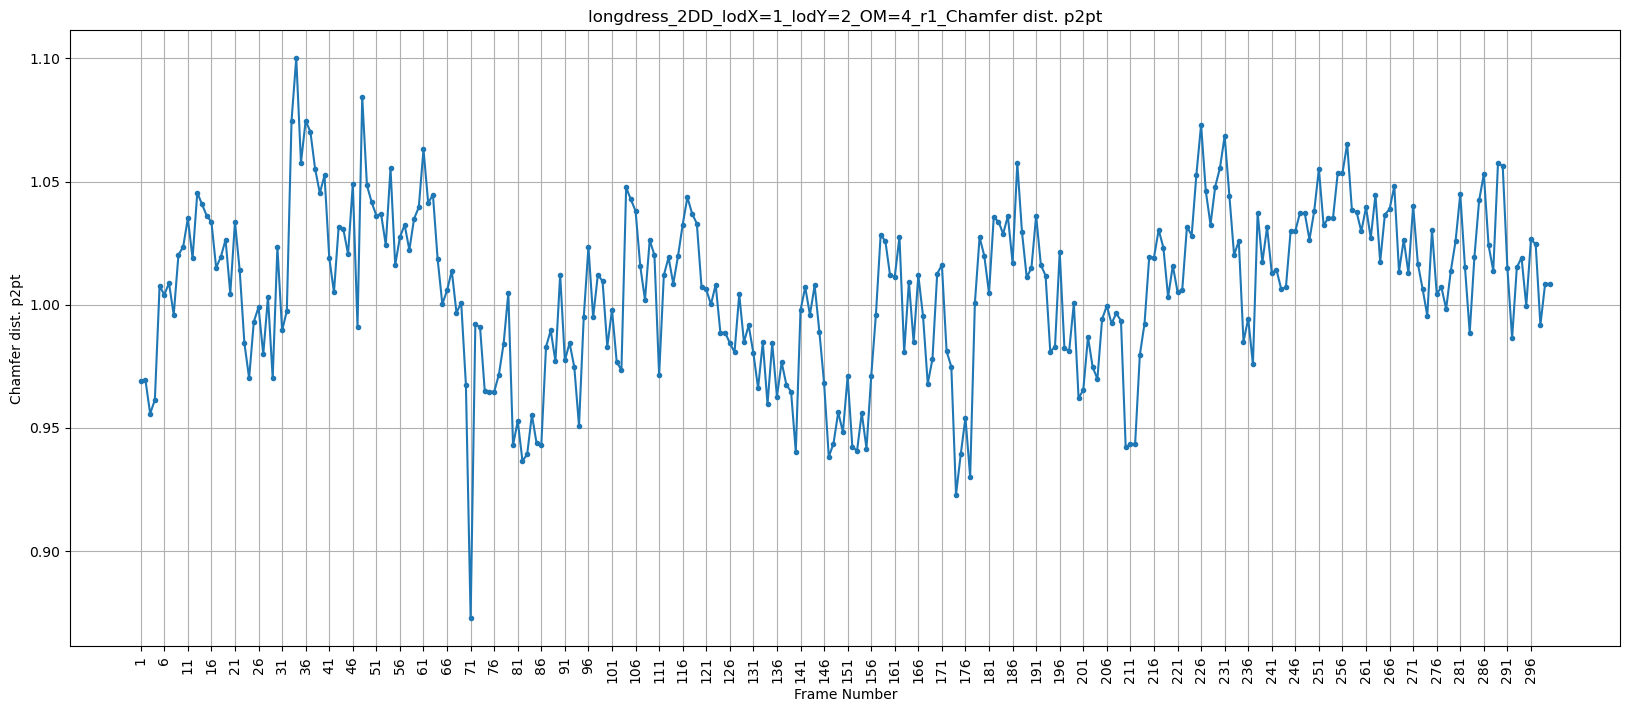 longdress_2DD_lodX=1_lodY=2_OM=4_r1_Chamfer dist. p2pt
Chamfer dist. p2pt
1.10
1.05
1.00
0.95
0.90
1 6 11 16 21 26 31 36 41 46 51 56 61 66 71 76 81 86 91 96 101 106 111 116 121 126 131 136 141 146 151 156 161 166 171 176 181 186 191 196 201 206 211 216 221 226 231 236 241 246 251 256 261 266 271 276 281 286 291 296
Frame Number